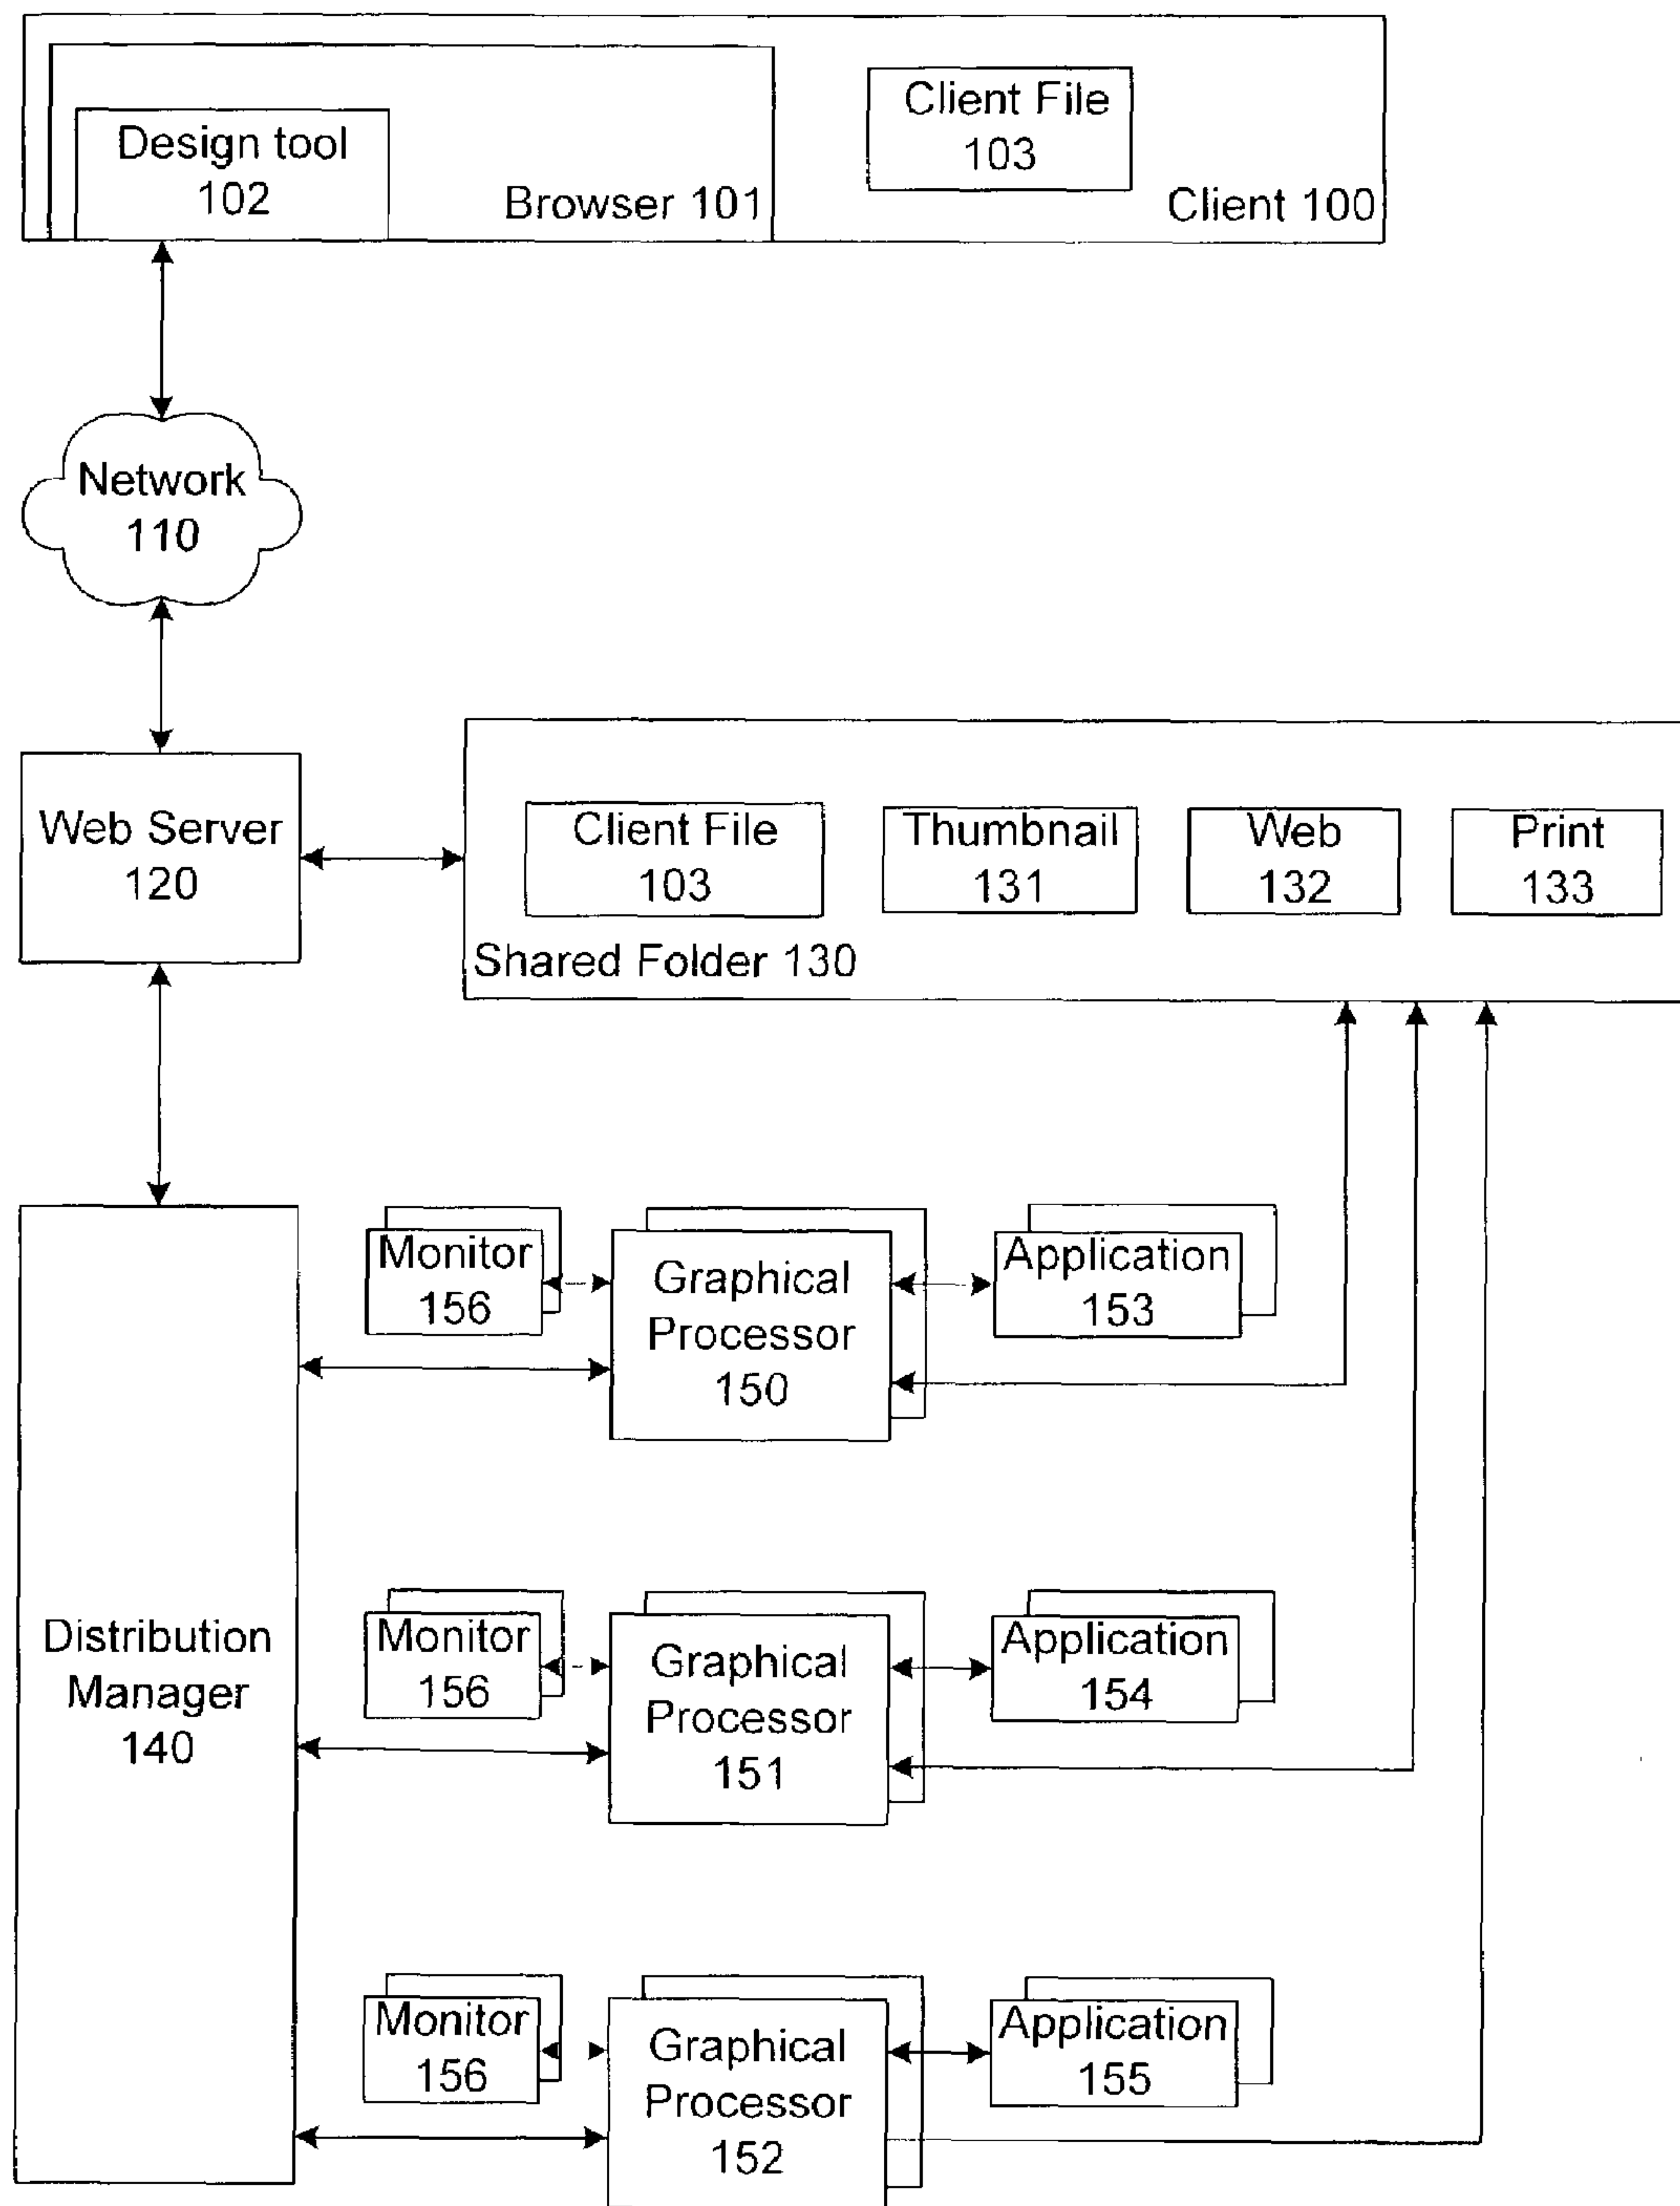 Design tool
102
Browser 101
Client File
103
Client 100
Network
110
Web Server
120
Client File
103
Thumbnail
131
Web
132
Print
133
Shared Folder 130
Distribution
Manager
140
Monitor
156
Graphical
Processor
150
Application
153
Monitor
156
Graphical
Processor
151
Application
154
Monitor
156
Graphical
Processor
152
Application
155